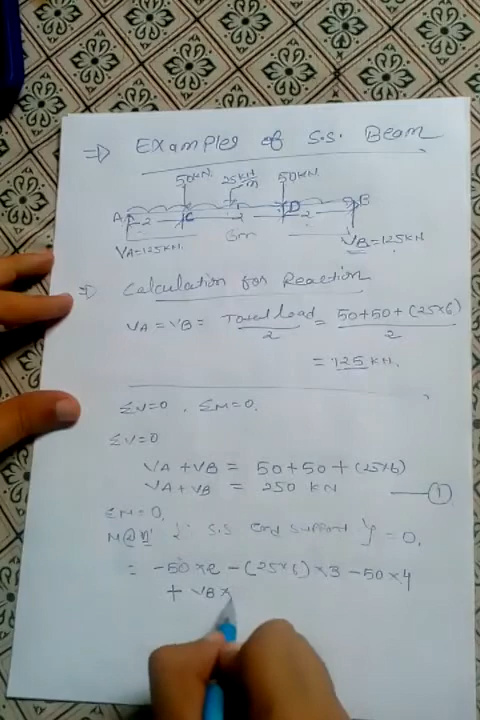 ⇒ Examples of S.S. Beam
50kN. 25 kN/m 50kN.
A 2 C 2 D 2 B
6m
VA=125KN. VB=125KN
⇒ Calculation for Reaction
VA = VB = Total load / 2 = 50+50+(25×6) / 2
= 125 KN.
ΣV=0 , ΣM=0.
ΣV=0
VA + VB = 50+50+(25×6)
VA+VB = 250 KN — ①
ΣM=0,
M@ { ∵ S.S End support } = 0.
= -50×2 -(25×6)×3 -50×4
+ VB×